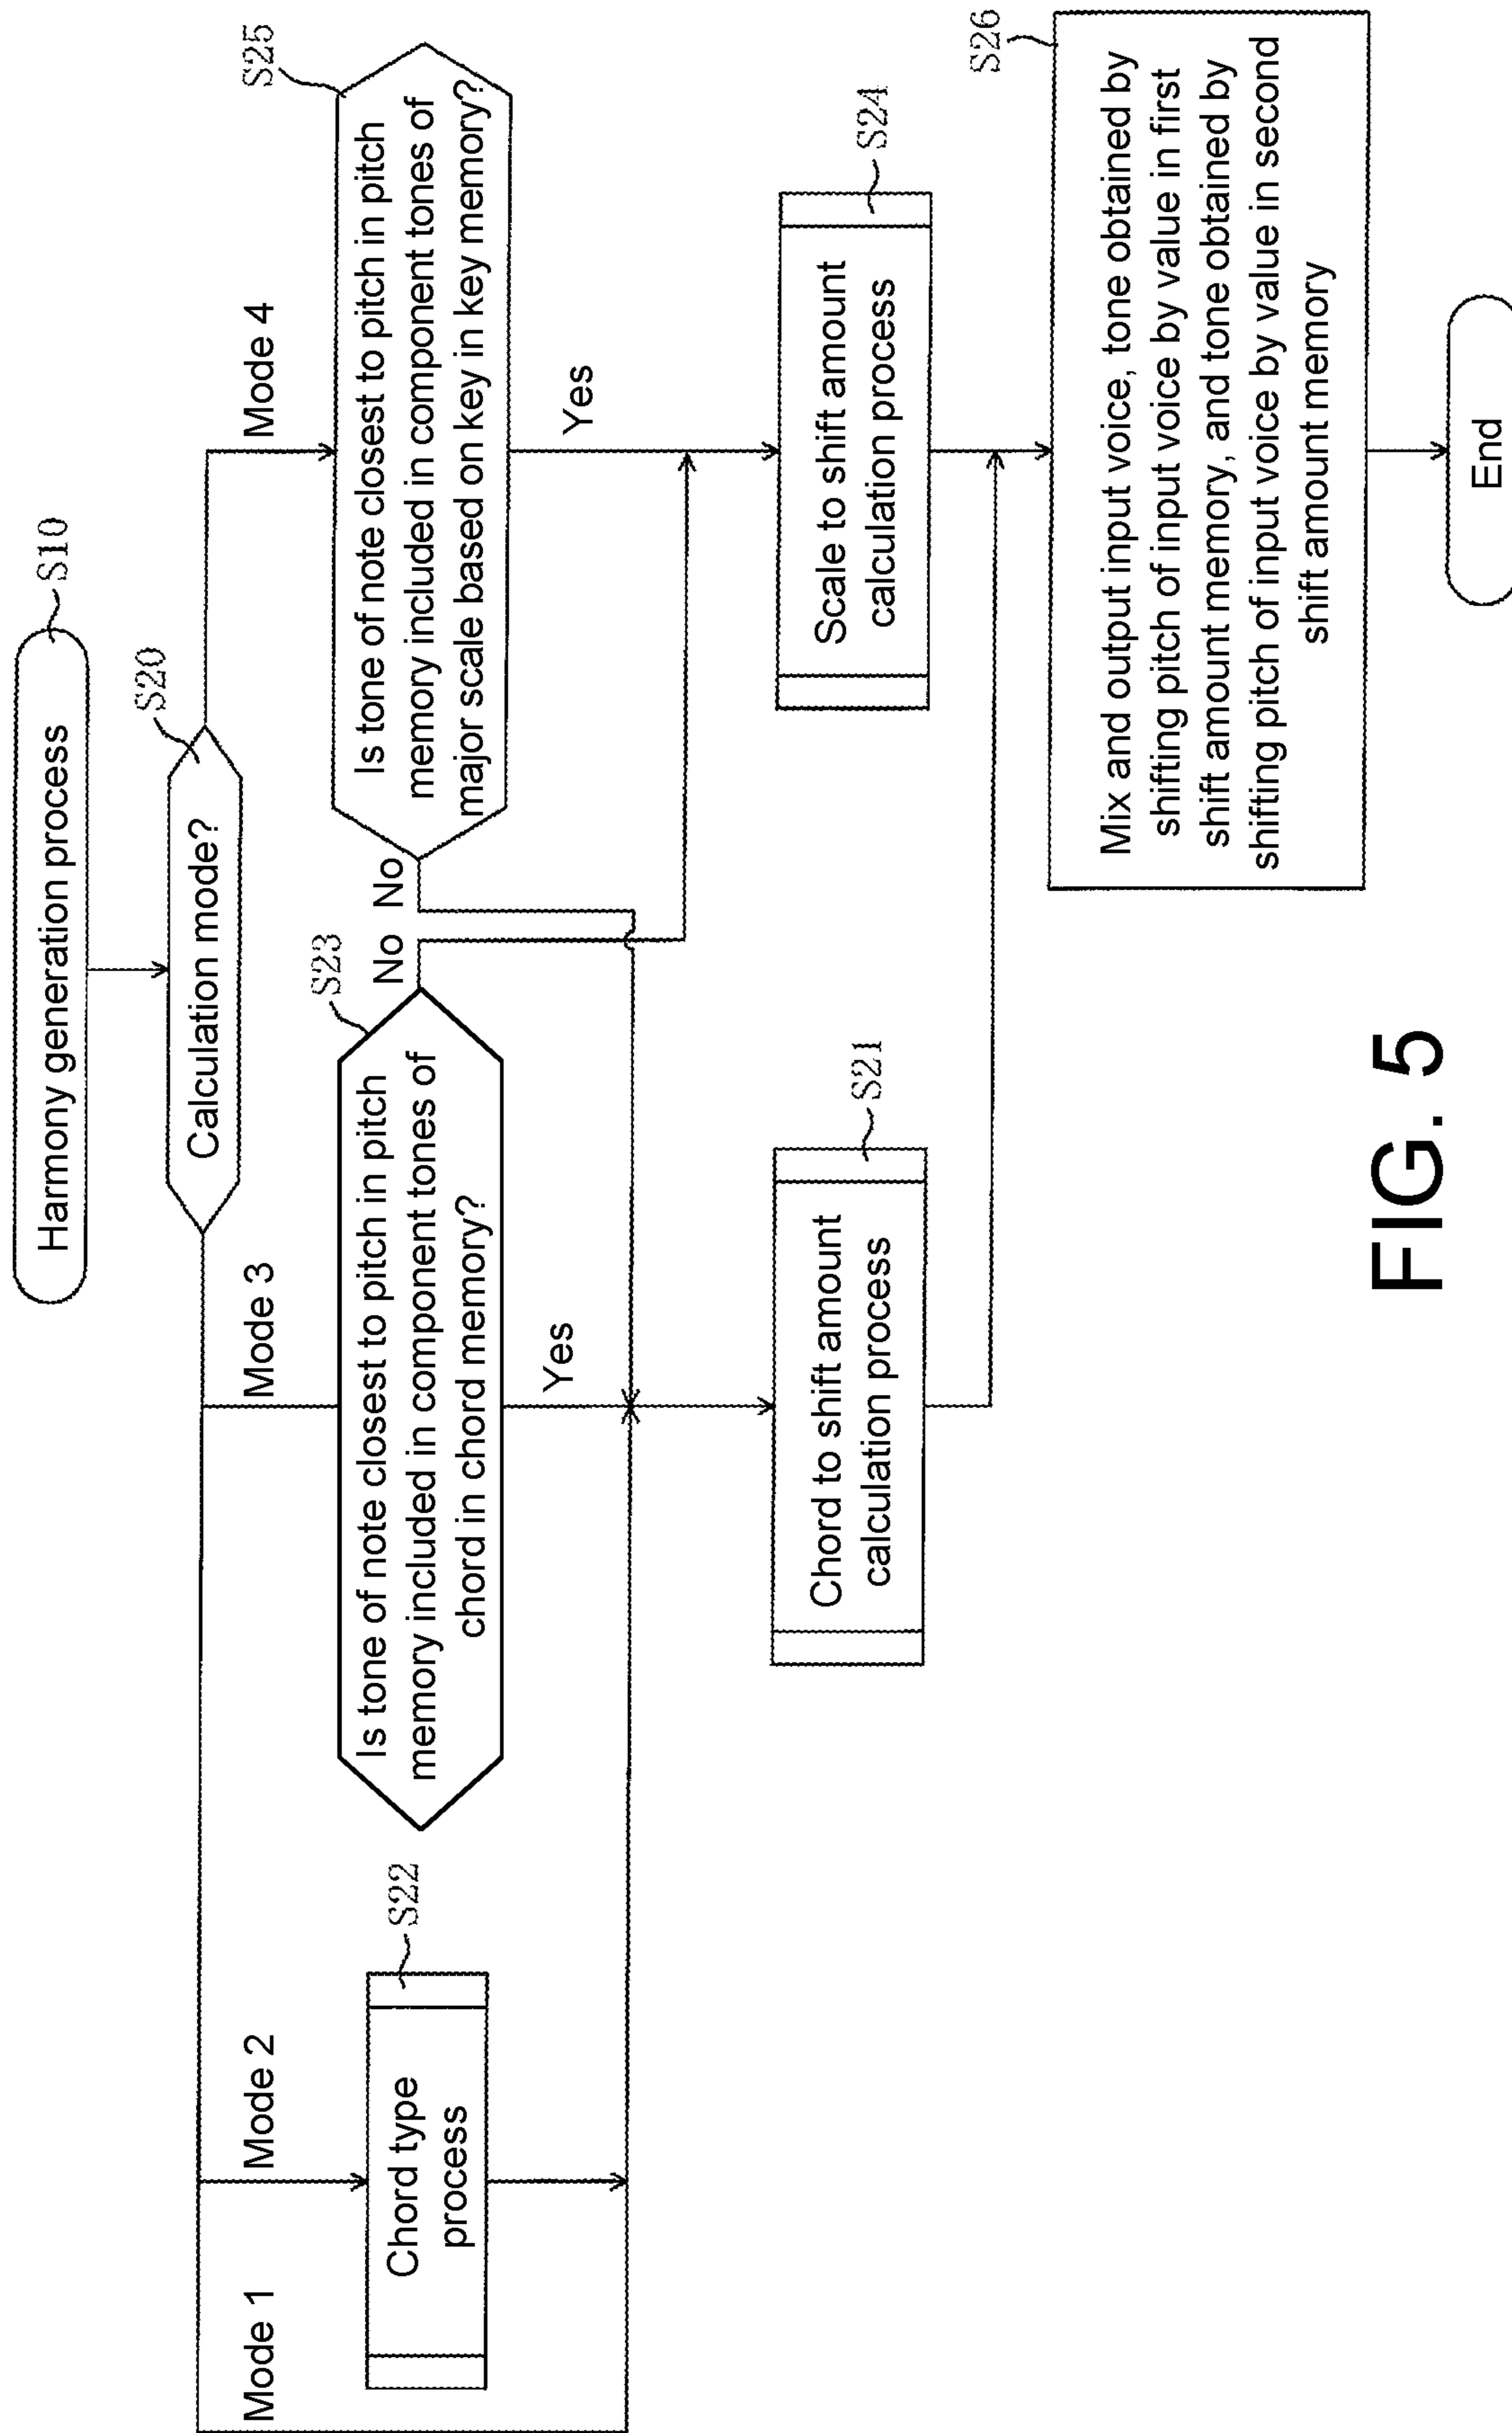 Harmony generation process
S10
Calculation mode?
S20
Mode 1
Mode 2
Mode 3
Mode 4
Chord type
process
S22
Is tone of note closest to pitch in pitch
memory included in component tones of
chord in chord memory?
S23
No
Yes
Is tone of note closest to pitch in pitch
memory included in component tones of
major scale based on key in key memory?
S25
No
Yes
Chord to shift amount
calculation process
S21
Scale to shift amount
calculation process
S24
Mix and output input voice, tone obtained by
shifting pitch of input voice by value in first
shift amount memory, and tone obtained by
shifting pitch of input voice by value in second
shift amount memory
S26
End
FIG. 5